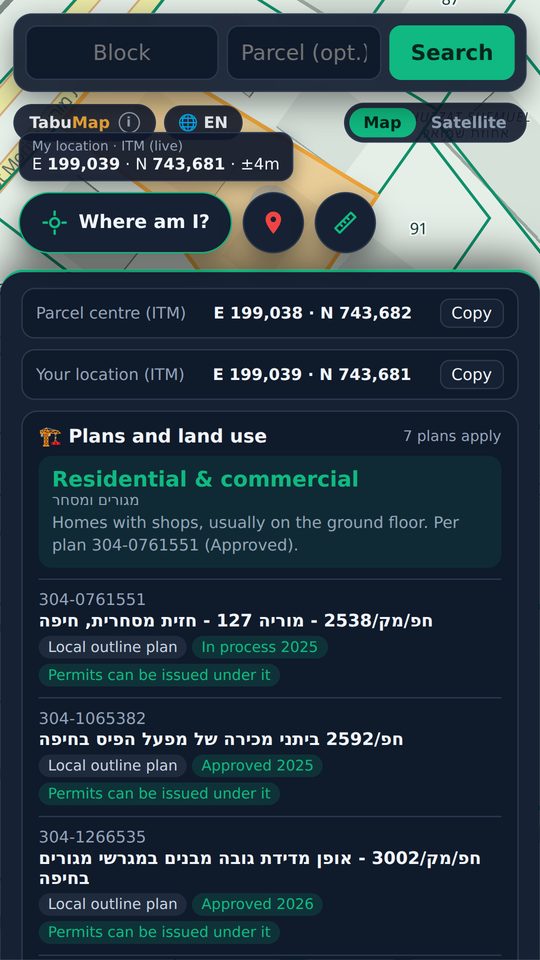 Block
Parcel (opt.)
Search
TabuMap i
🌐 EN
Map
Satellite
My location · ITM (live)
E 199,039 · N 743,681 · ±4m
Where am I?
91
Parcel centre (ITM)
E 199,038 · N 743,682
Copy
Your location (ITM)
E 199,039 · N 743,681
Copy
🏗️ Plans and land use
7 plans apply
Residential & commercial
מגורים ומסחר
Homes with shops, usually on the ground floor. Per
plan 304-0761551 (Approved).
304-0761551
חפ/מק/2538 - מוריה 127 - חזית מסחרית, חיפה
Local outline plan
In process 2025
Permits can be issued under it
304-1065382
חפ/2592 ביתני מכירה של מפעל הפיס בחיפה
Local outline plan
Approved 2025
Permits can be issued under it
304-1266535
חפ/מק/3002 - אופן מדידת גובה מבנים במגרשי מגורים
בחיפה
Local outline plan
Approved 2026
Permits can be issued under it